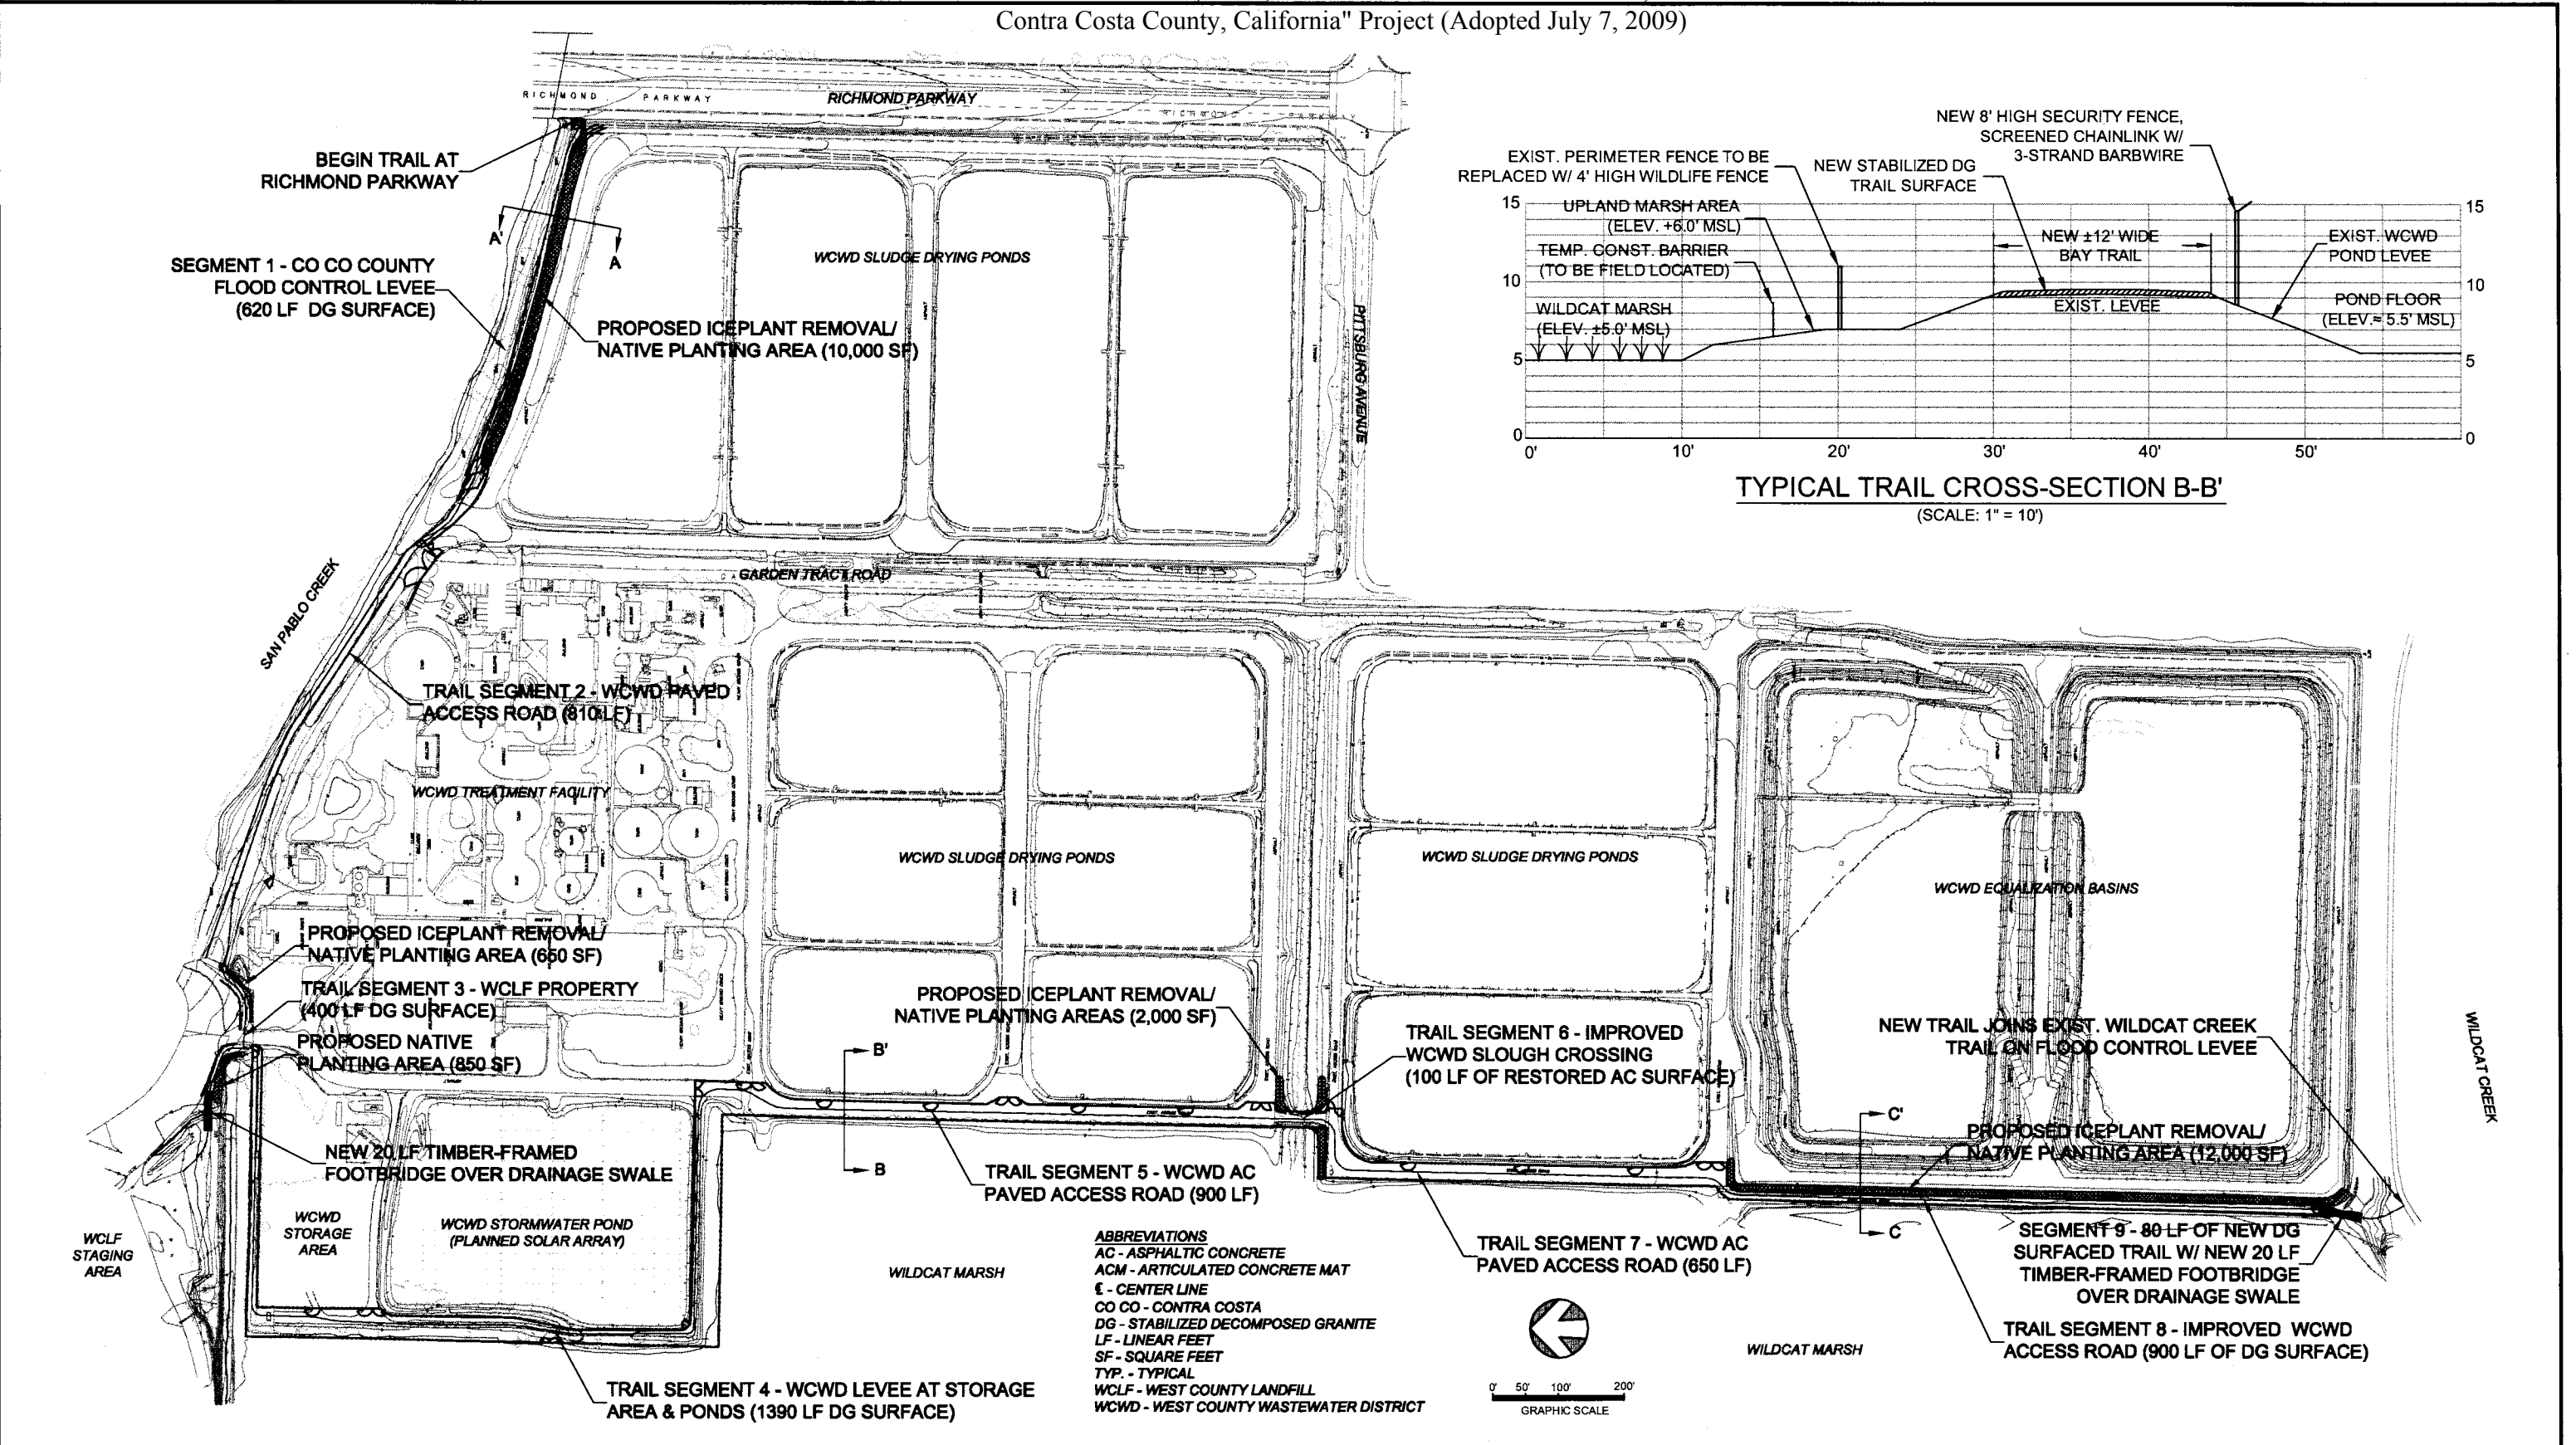 Contra Costa County, California" Project (Adopted July 7, 2009)
RICHMOND PARKWAY
RICHMOND PARKWAY
RICHMOND PARKWAY
BEGIN TRAIL AT
RICHMOND PARKWAY
A'
A
SEGMENT 1 - CO CO COUNTY
FLOOD CONTROL LEVEE
(620 LF DG SURFACE)
PROPOSED ICEPLANT REMOVAL/
NATIVE PLANTING AREA (10,000 SF)
WCWD SLUDGE DRYING PONDS
PITTSBURG AVENUE
NEW 8' HIGH SECURITY FENCE,
SCREENED CHAINLINK W/
3-STRAND BARBWIRE
EXIST. PERIMETER FENCE TO BE
REPLACED W/ 4' HIGH WILDLIFE FENCE
NEW STABILIZED DG
TRAIL SURFACE
UPLAND MARSH AREA
(ELEV. +6.0' MSL)
TEMP. CONST. BARRIER
(TO BE FIELD LOCATED)
WILDCAT MARSH
(ELEV. ±5.0' MSL)
NEW ±12' WIDE
BAY TRAIL
EXIST. LEVEE
EXIST. WCWD
POND LEVEE
POND FLOOR
(ELEV.≈ 5.5' MSL)
15
10
5
0
15
10
5
0
0'
10'
20'
30'
40'
50'
TYPICAL TRAIL CROSS-SECTION B-B'
(SCALE: 1" = 10')
SAN PABLO CREEK
GARDEN TRACT ROAD
TRAIL SEGMENT 2 - WCWD PAVED
ACCESS ROAD (810 LF)
WCWD TREATMENT FACILITY
WCWD SLUDGE DRYING PONDS
WCWD SLUDGE DRYING PONDS
WCWD EQUALIZATION BASINS
PROPOSED ICEPLANT REMOVAL/
NATIVE PLANTING AREA (650 SF)
TRAIL SEGMENT 3 - WCLF PROPERTY
(400 LF DG SURFACE)
PROPOSED NATIVE
PLANTING AREA (850 SF)
PROPOSED ICEPLANT REMOVAL/
NATIVE PLANTING AREAS (2,000 SF)
TRAIL SEGMENT 6 - IMPROVED
WCWD SLOUGH CROSSING
(100 LF OF RESTORED AC SURFACE)
NEW TRAIL JOINS EXIST. WILDCAT CREEK
TRAIL ON FLOOD CONTROL LEVEE
WILDCAT CREEK
B'
B
C'
C
PROPOSED ICEPLANT REMOVAL/
NATIVE PLANTING AREA (12,000 SF)
NEW 20 LF TIMBER-FRAMED
FOOTBRIDGE OVER DRAINAGE SWALE
TRAIL SEGMENT 5 - WCWD AC
PAVED ACCESS ROAD (900 LF)
WCWD
STORAGE
AREA
WCWD STORMWATER POND
(PLANNED SOLAR ARRAY)
WCLF
STAGING
AREA
WILDCAT MARSH
ABBREVIATIONS
AC - ASPHALTIC CONCRETE
ACM - ARTICULATED CONCRETE MAT
℄ - CENTER LINE
CO CO - CONTRA COSTA
DG - STABILIZED DECOMPOSED GRANITE
LF - LINEAR FEET
SF - SQUARE FEET
TYP. - TYPICAL
WCLF - WEST COUNTY LANDFILL
WCWD - WEST COUNTY WASTEWATER DISTRICT
TRAIL SEGMENT 7 - WCWD AC
PAVED ACCESS ROAD (650 LF)
SEGMENT 9 - 80 LF OF NEW DG
SURFACED TRAIL W/ NEW 20 LF
TIMBER-FRAMED FOOTBRIDGE
OVER DRAINAGE SWALE
TRAIL SEGMENT 8 - IMPROVED WCWD
ACCESS ROAD (900 LF OF DG SURFACE)
WILDCAT MARSH
TRAIL SEGMENT 4 - WCWD LEVEE AT STORAGE
AREA & PONDS (1390 LF DG SURFACE)
0' 50' 100' 200'
GRAPHIC SCALE